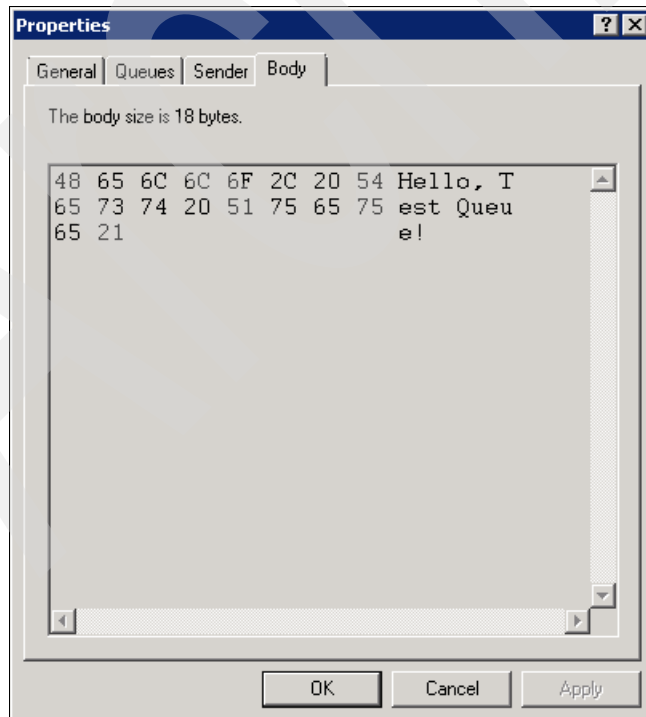 Properties
General Queues Sender Body
The body size is 18 bytes.
48 65 6C 6C 6F 2C 20 54 Hello, T
65 73 74 20 51 75 65 75 est Queu
65 21 e!
OK Cancel Apply